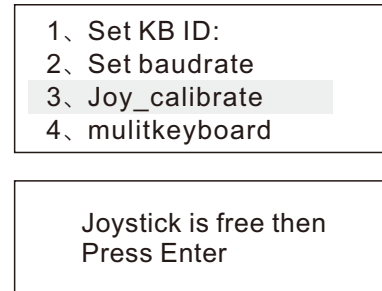 1、Set KB ID:
2、Set baudrate
3、Joy_calibrate
4、mulitkeyboard
Joystick is free then
Press Enter